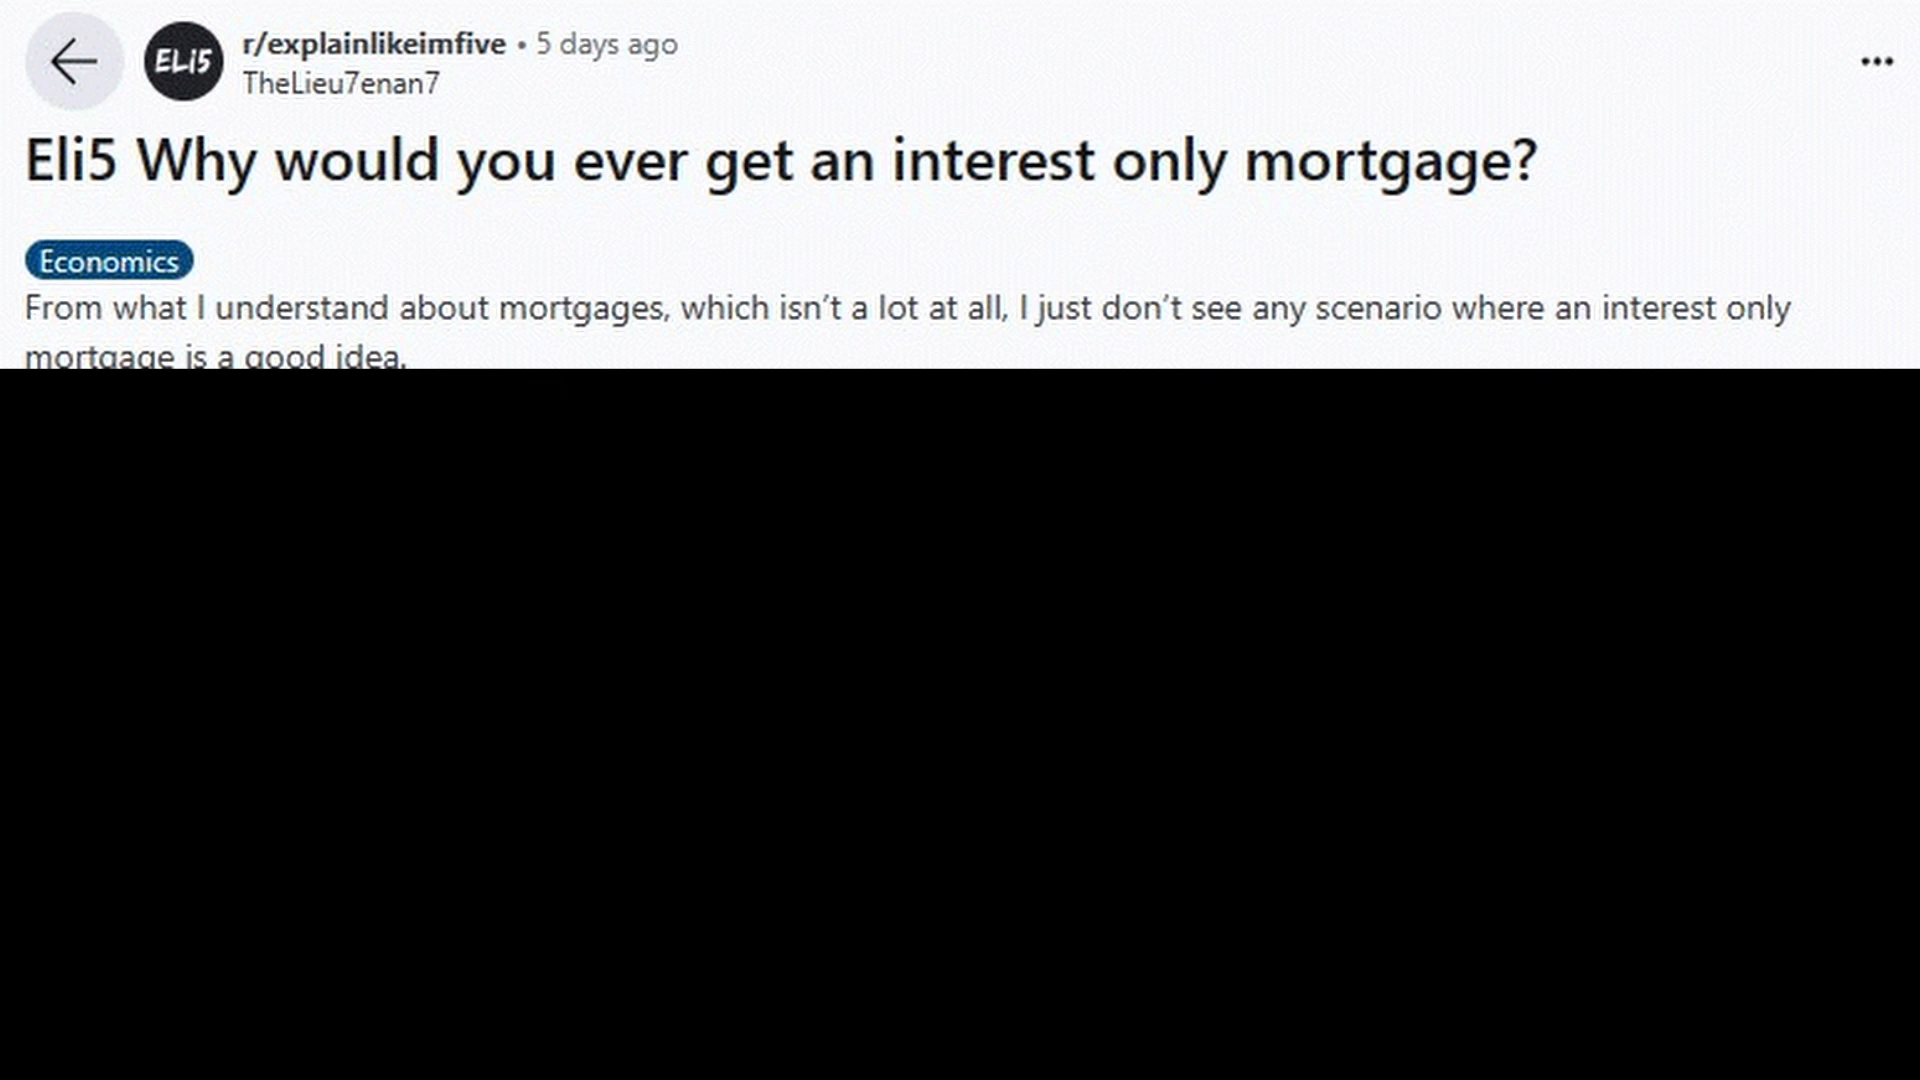 r/explainlikeimfive • 5 days ago
ELI5
TheLieu7enan7
Eli5 Why would you ever get an interest only mortgage?
Economics
From what I understand about mortgages, which isn’t a lot at all, I just don’t see any scenario where an interest only
mortgage is a good idea.